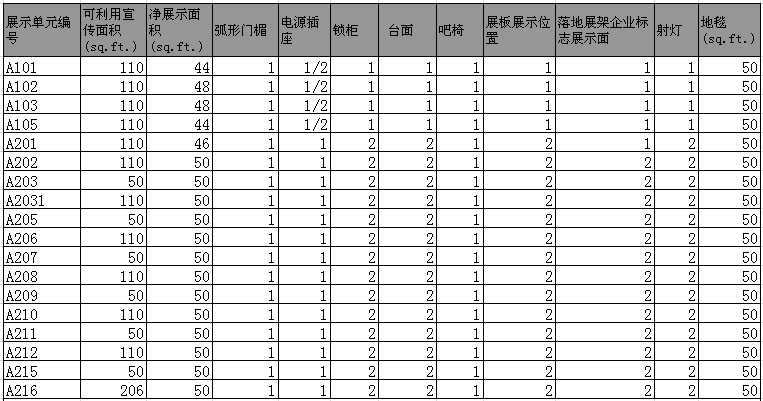 展示单元编号 可利用宣传面积(sq.ft.) 净展示面积(sq.ft.) 弧形门楣 电源插座 锁柜 台面 吧椅 展板展示位置 落地展架企业标志展示面 射灯 地毯(sq.ft.)
A101 110 44 1 1/2 1 1 1 1 1 1 50
A102 110 48 1 1/2 1 1 1 1 1 1 50
A103 110 48 1 1/2 1 1 1 1 1 1 50
A105 110 44 1 1/2 1 1 1 1 1 1 50
A201 110 46 1 1 2 2 1 2 1 2 50
A202 110 50 1 1 2 2 1 2 2 2 50
A203 50 50 1 1 2 2 1 2 2 2 50
A2031 110 50 1 1 2 2 1 2 2 2 50
A205 50 50 1 1 2 2 1 2 2 2 50
A206 110 50 1 1 2 2 1 2 2 2 50
A207 50 50 1 1 2 2 1 2 2 2 50
A208 110 50 1 1 2 2 1 2 2 2 50
A209 50 50 1 1 2 2 1 2 2 2 50
A210 110 50 1 1 2 2 1 2 2 2 50
A211 50 50 1 1 2 2 1 2 2 2 50
A212 110 50 1 1 2 2 1 2 2 2 50
A215 50 50 1 1 2 2 1 2 2 2 50
A216 206 50 1 1 2 2 1 2 2 2 50